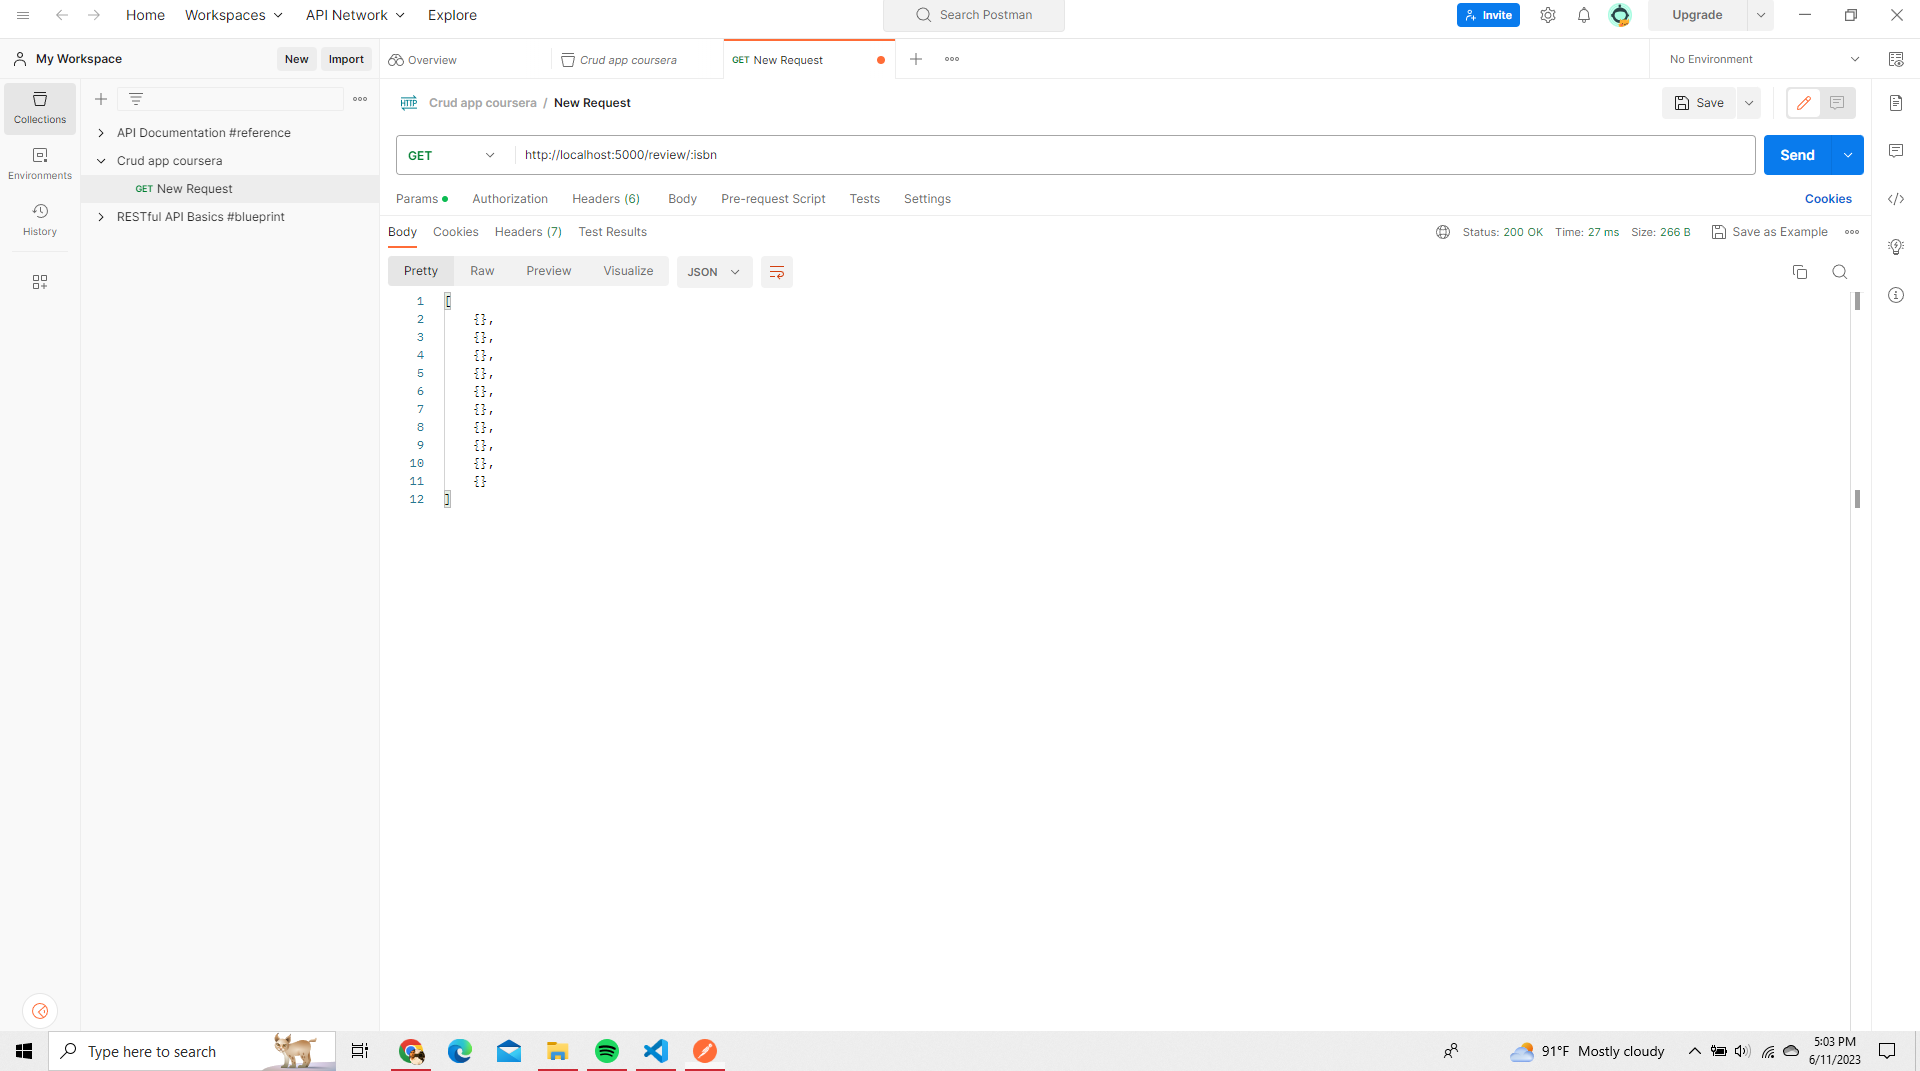 Home Workspaces API Network Explore Search Postman Invite Upgrade
My Workspace New Import Overview Crud app coursera GET New Request No Environment
Collections
Environments
History
API Documentation #reference
Crud app coursera
GET New Request
RESTful API Basics #blueprint
HTTP Crud app coursera / New Request Save
GET http://localhost:5000/review/:isbn Send
Params Authorization Headers (6) Body Pre-request Script Tests Settings Cookies
Body Cookies Headers (7) Test Results Status: 200 OK Time: 27 ms Size: 266 B Save as Example
Pretty Raw Preview Visualize JSON
1 [
2 {},
3 {},
4 {},
5 {},
6 {},
7 {},
8 {},
9 {},
10 {},
11 {}
12 ]
Type here to search 91°F Mostly cloudy 5:03 PM
6/11/2023